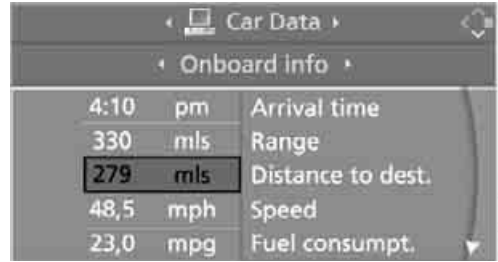 Car Data
Onboard info
4:10 pm Arrival time
330 mls Range
279 mls Distance to dest.
48,5 mph Speed
23,0 mpg Fuel consumpt.